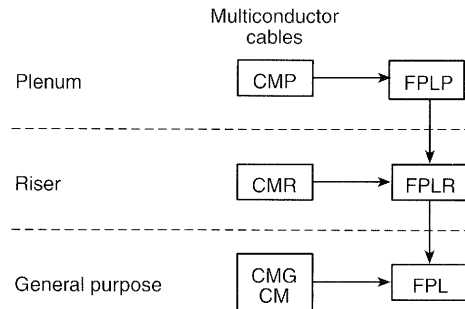 Multiconductor
cables
Plenum CMP FPLP
Riser CMR FPLR
General purpose CMG CM FPL